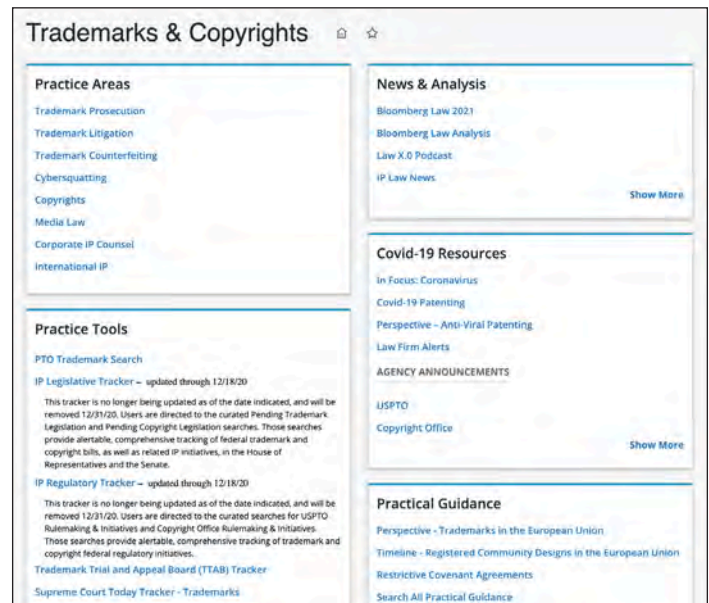 Trademarks & Copyrights
Practice Areas
Trademark Prosecution
Trademark Litigation
Trademark Counterfeiting
Cybersquatting
Copyrights
Media Law
Corporate IP Counsel
International IP
Practice Tools
PTO Trademark Search
IP Legislative Tracker – updated through 12/18/20
This tracker is no longer being updated as of the date indicated, and will be
removed 12/31/20. Users are directed to the curated Pending Trademark
Legislation and Pending Copyright Legislation searches. Those searches
provide alertable, comprehensive tracking of federal trademark and
copyright bills, as well as related IP initiatives, in the House of
Representatives and the Senate.
IP Regulatory Tracker – updated through 12/18/20
This tracker is no longer being updated as of the date indicated, and will be
removed 12/31/20. Users are directed to the curated searches for USPTO
Rulemaking & Initiatives and Copyright Office Rulemaking & Initiatives.
Those searches provide alertable, comprehensive tracking of trademark and
copyright federal regulatory initiatives.
Trademark Trial and Appeal Board (TTAB) Tracker
Supreme Court Today Tracker - Trademarks
News & Analysis
Bloomberg Law 2021
Bloomberg Law Analysis
Law X.0 Podcast
IP Law News
Show More
Covid-19 Resources
In Focus: Coronavirus
Covid-19 Patenting
Perspective – Anti-Viral Patenting
Law Firm Alerts
AGENCY ANNOUNCEMENTS
USPTO
Copyright Office
Show More
Practical Guidance
Perspective - Trademarks in the European Union
Timeline - Registered Community Designs in the European Union
Restrictive Covenant Agreements
Search All Practical Guidance